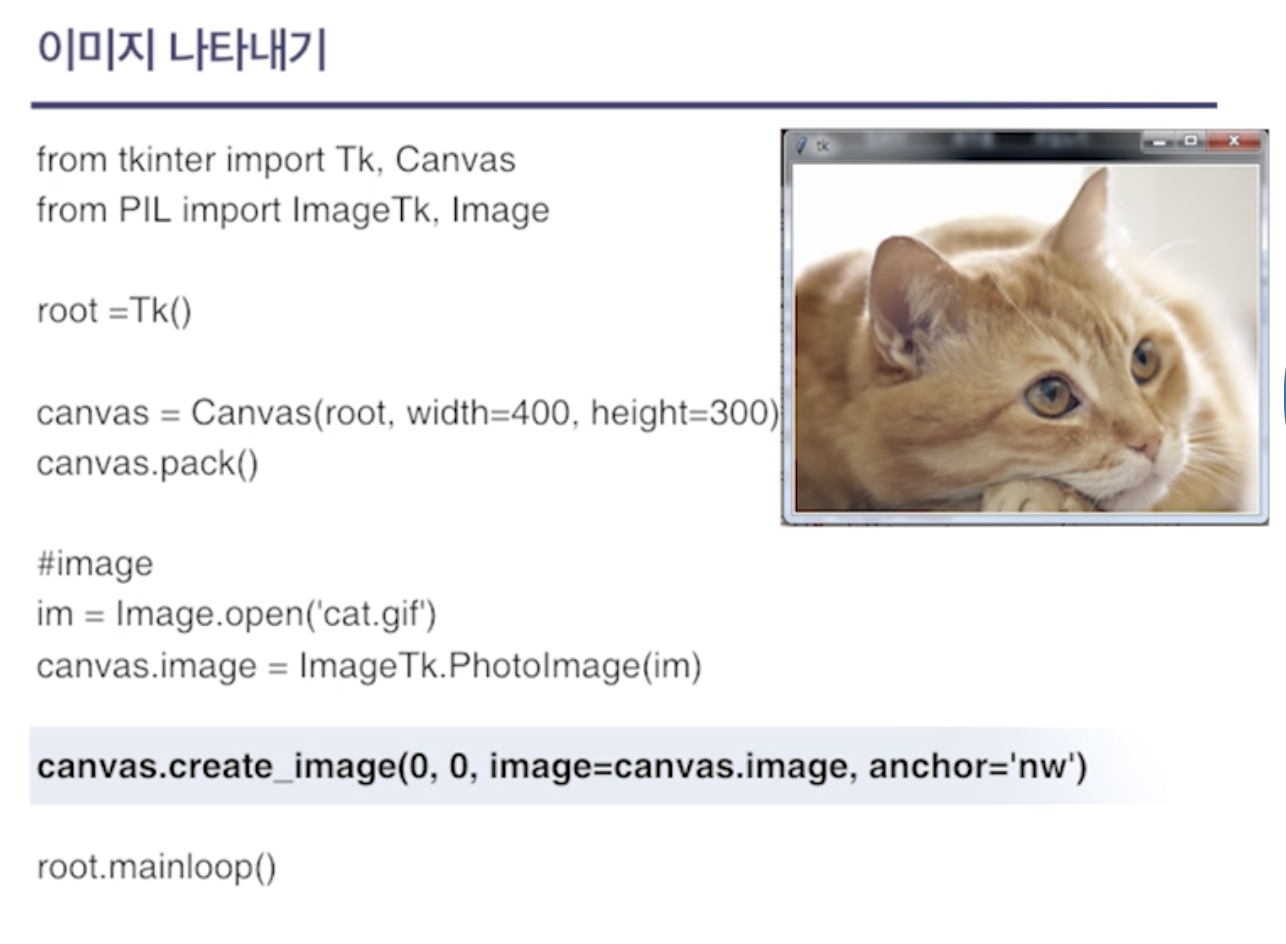 이미지 나타내기
from tkinter import Tk, Canvas
from PIL import ImageTk, Image
root =Tk()
canvas = Canvas(root, width=400, height=300)
canvas.pack()
#image
im = Image.open('cat.gif')
canvas.image = ImageTk.PhotoImage(im)
canvas.create_image(0, 0, image=canvas.image, anchor='nw')
root.mainloop()
tk